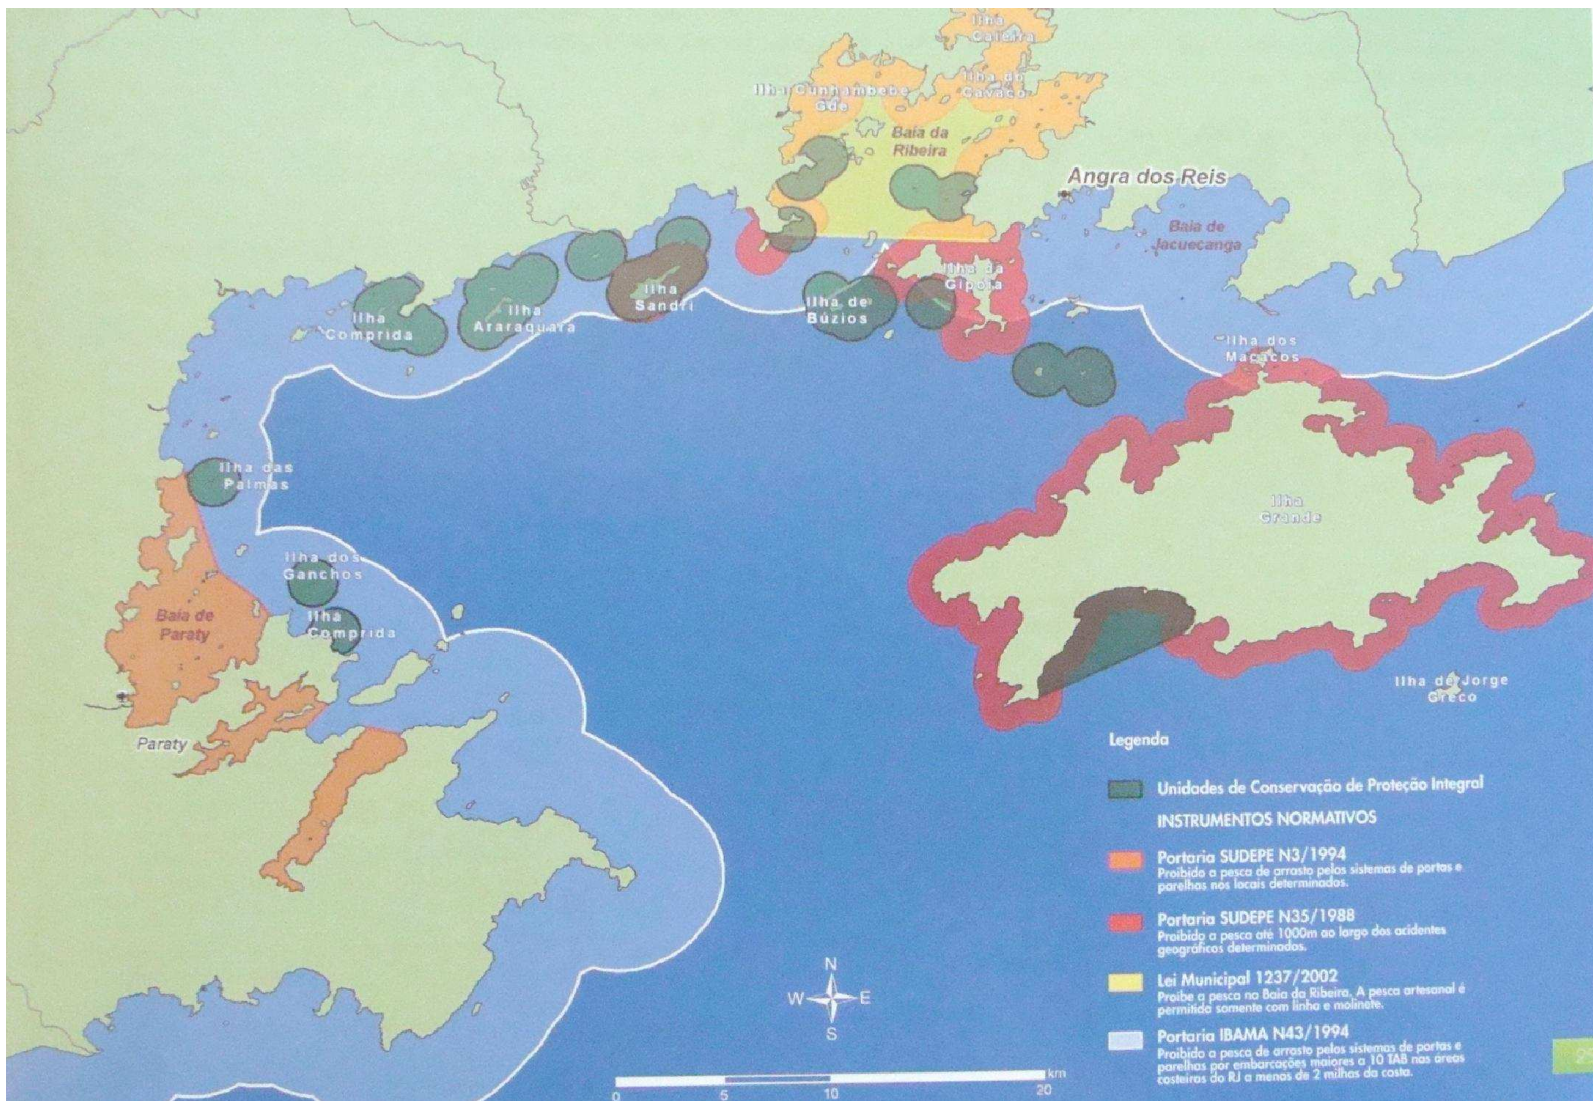 Ilha
Caieira
Ilha do
Cavaco
Ilha Cunhambebe
Gde
Baía da
Ribeira
Angra dos Reis
Baía de
Jacuecanga
Ilha da
Gipoia
Ilha
Sandri
Ilha de
Búzios
Ilha
Araraquara
Ilha
Comprida
Ilha dos
Macacos
Ilha das
Palmas
Ilha
Grande
Ilha dos
Ganchos
Ilha
Comprida
Baía de
Paraty
Ilha de Jorge
Greco
Paraty
Legenda
Unidades de Conservação de Proteção Integral
INSTRUMENTOS NORMATIVOS
Portaria SUDEPE N3/1994
Proibido a pesca de arrasto pelos sistemas de portas e
parelhas nos locais determinados.
Portaria SUDEPE N35/1988
Proibido a pesca até 1000m ao largo dos acidentes
geográficos determinados.
Lei Municipal 1237/2002
Proibe a pesca na Baia da Ribeira. A pesca artesanal é
permitida somente com linha e molinete.
Portaria IBAMA N43/1994
Proibido a pesca de arrasto pelos sistemas de portas e
parelhas por embarcações maiores a 10 TAB nas áreas
costeiras do RJ a menos de 2 milhas da costa.
N
W E
S
km
0 5 10 20